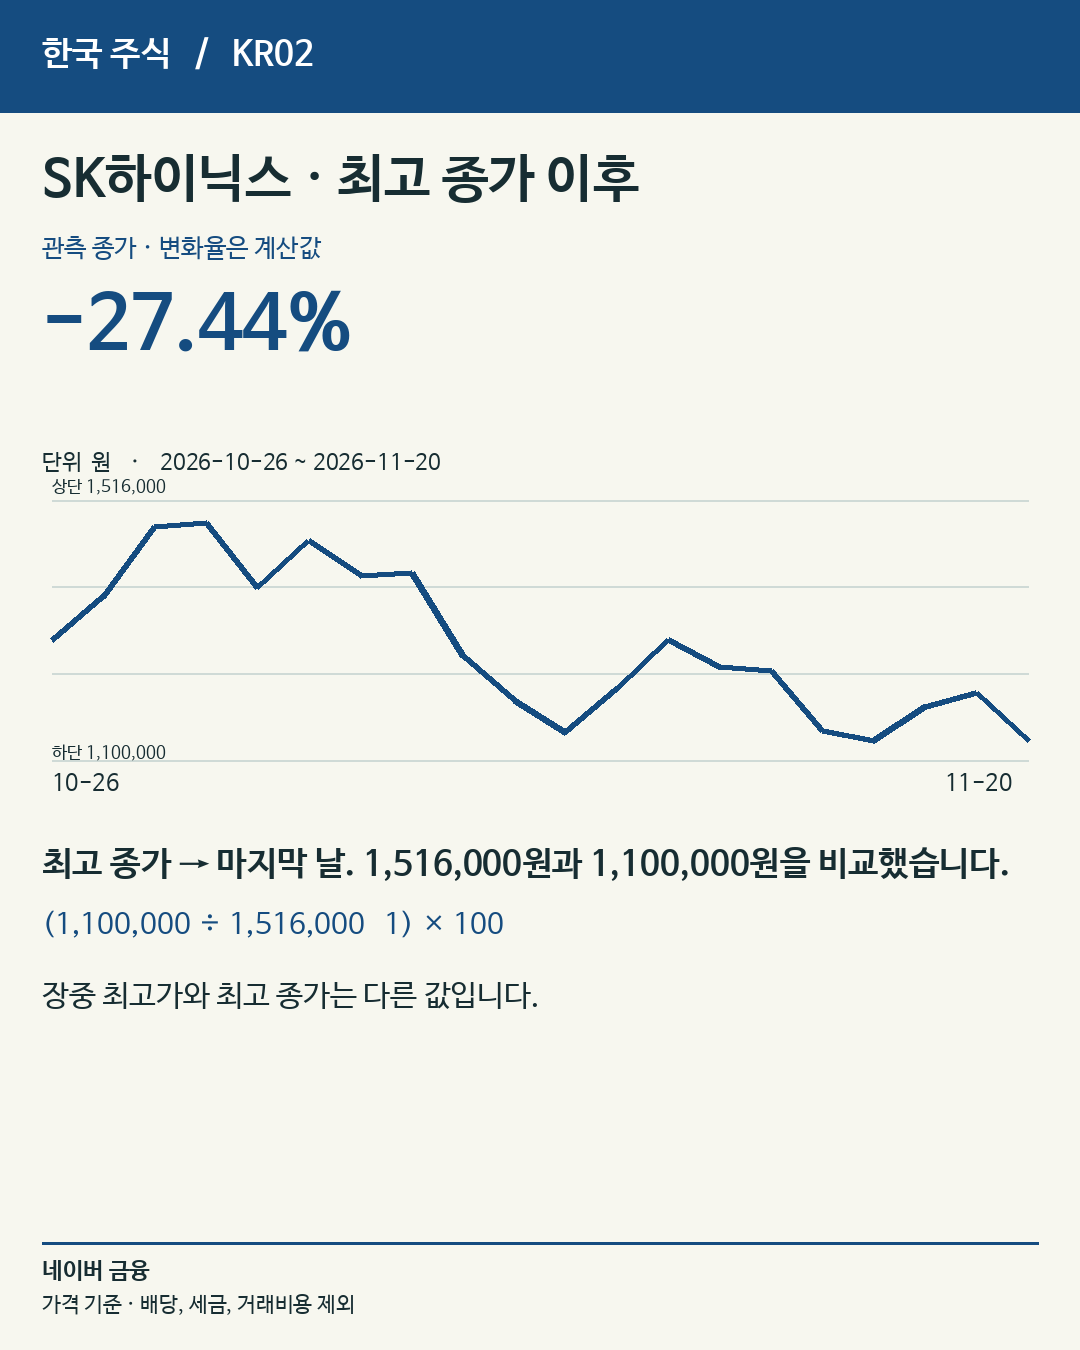 한국 주식 / KR02
SK하이닉스 · 최고 종가 이후
관측 종가 · 변화율은 계산값
-27.44%
단위 원 · 2026-10-26 ~ 2026-11-20
상단 1,516,000
하단 1,100,000
10-26 11-20
최고 종가 → 마지막 날. 1,516,000원과 1,100,000원을 비교했습니다.
(1,100,000 ÷ 1,516,000 1) × 100
장중 최고가와 최고 종가는 다른 값입니다.
네이버 금융
가격 기준 · 배당, 세금, 거래비용 제외